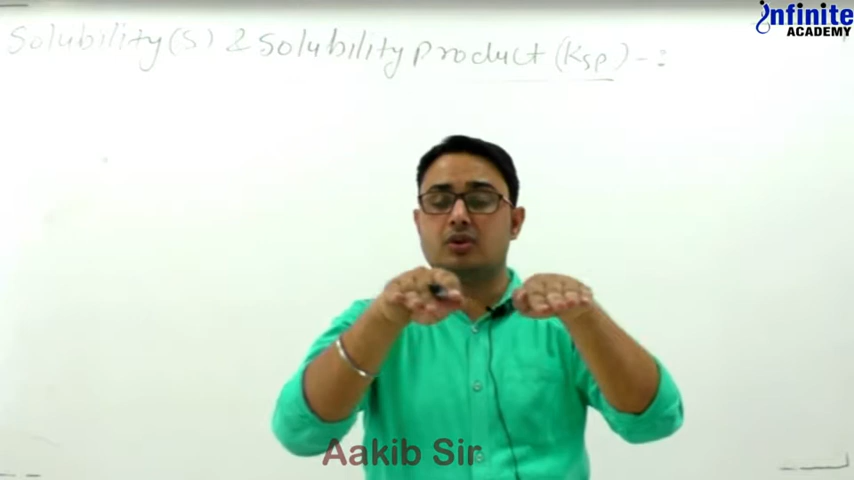 Infinite
ACADEMY
Solubility (S) & Solubility product (Ksp) -:
Aakib Sir